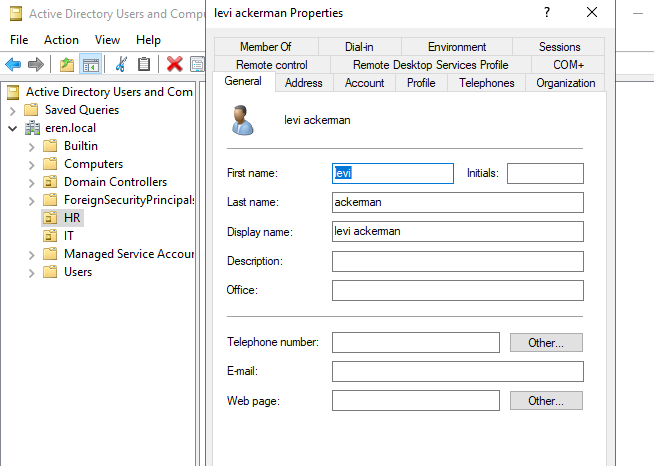 Active Directory Users and Compu
File Action View Help
Active Directory Users and Com
Saved Queries
eren.local
Builtin
Computers
Domain Controllers
ForeignSecurityPrincipals
HR
IT
Managed Service Accour
Users
levi ackerman Properties
Member Of Dial-in Environment Sessions
Remote control Remote Desktop Services Profile COM+
General Address Account Profile Telephones Organization
levi ackerman
First name: levi Initials:
Last name: ackerman
Display name: levi ackerman
Description:
Office:
Telephone number: Other...
E-mail:
Web page: Other...